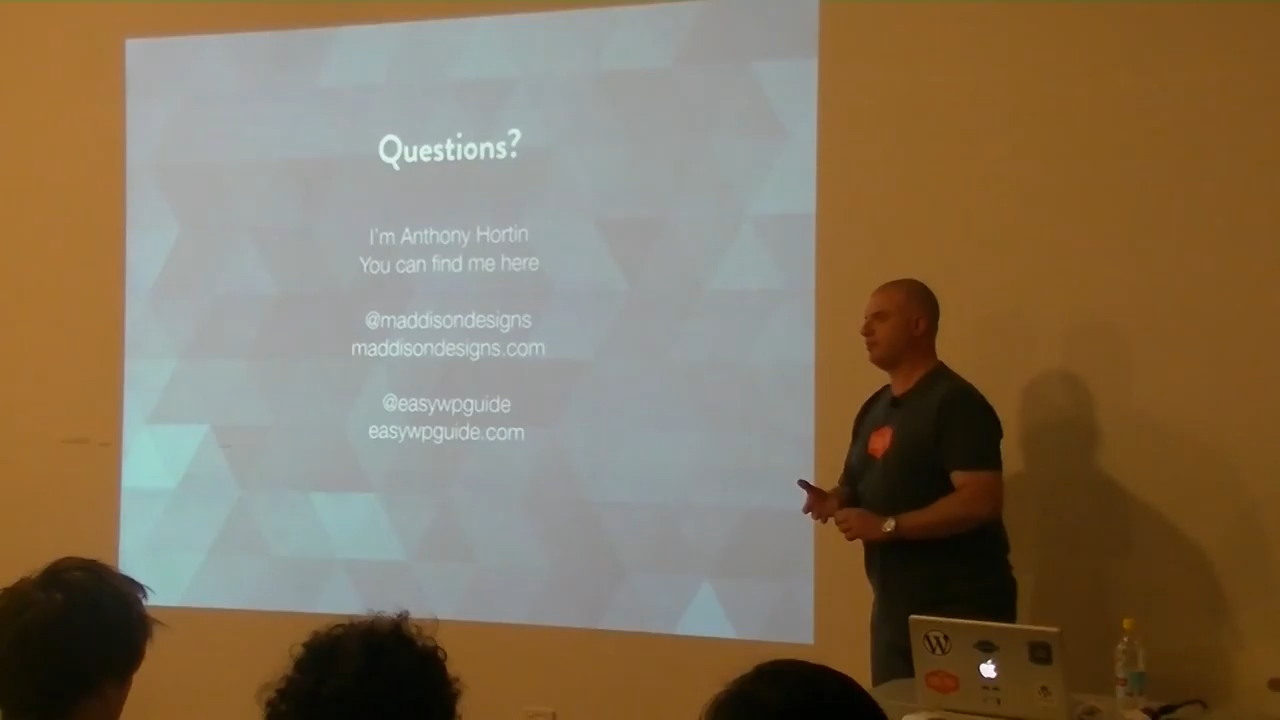 Questions?
I'm Anthony Hortin
You can find me here
@maddisondesigns
maddisondesigns.com
@easywpguide
easywpguide.com